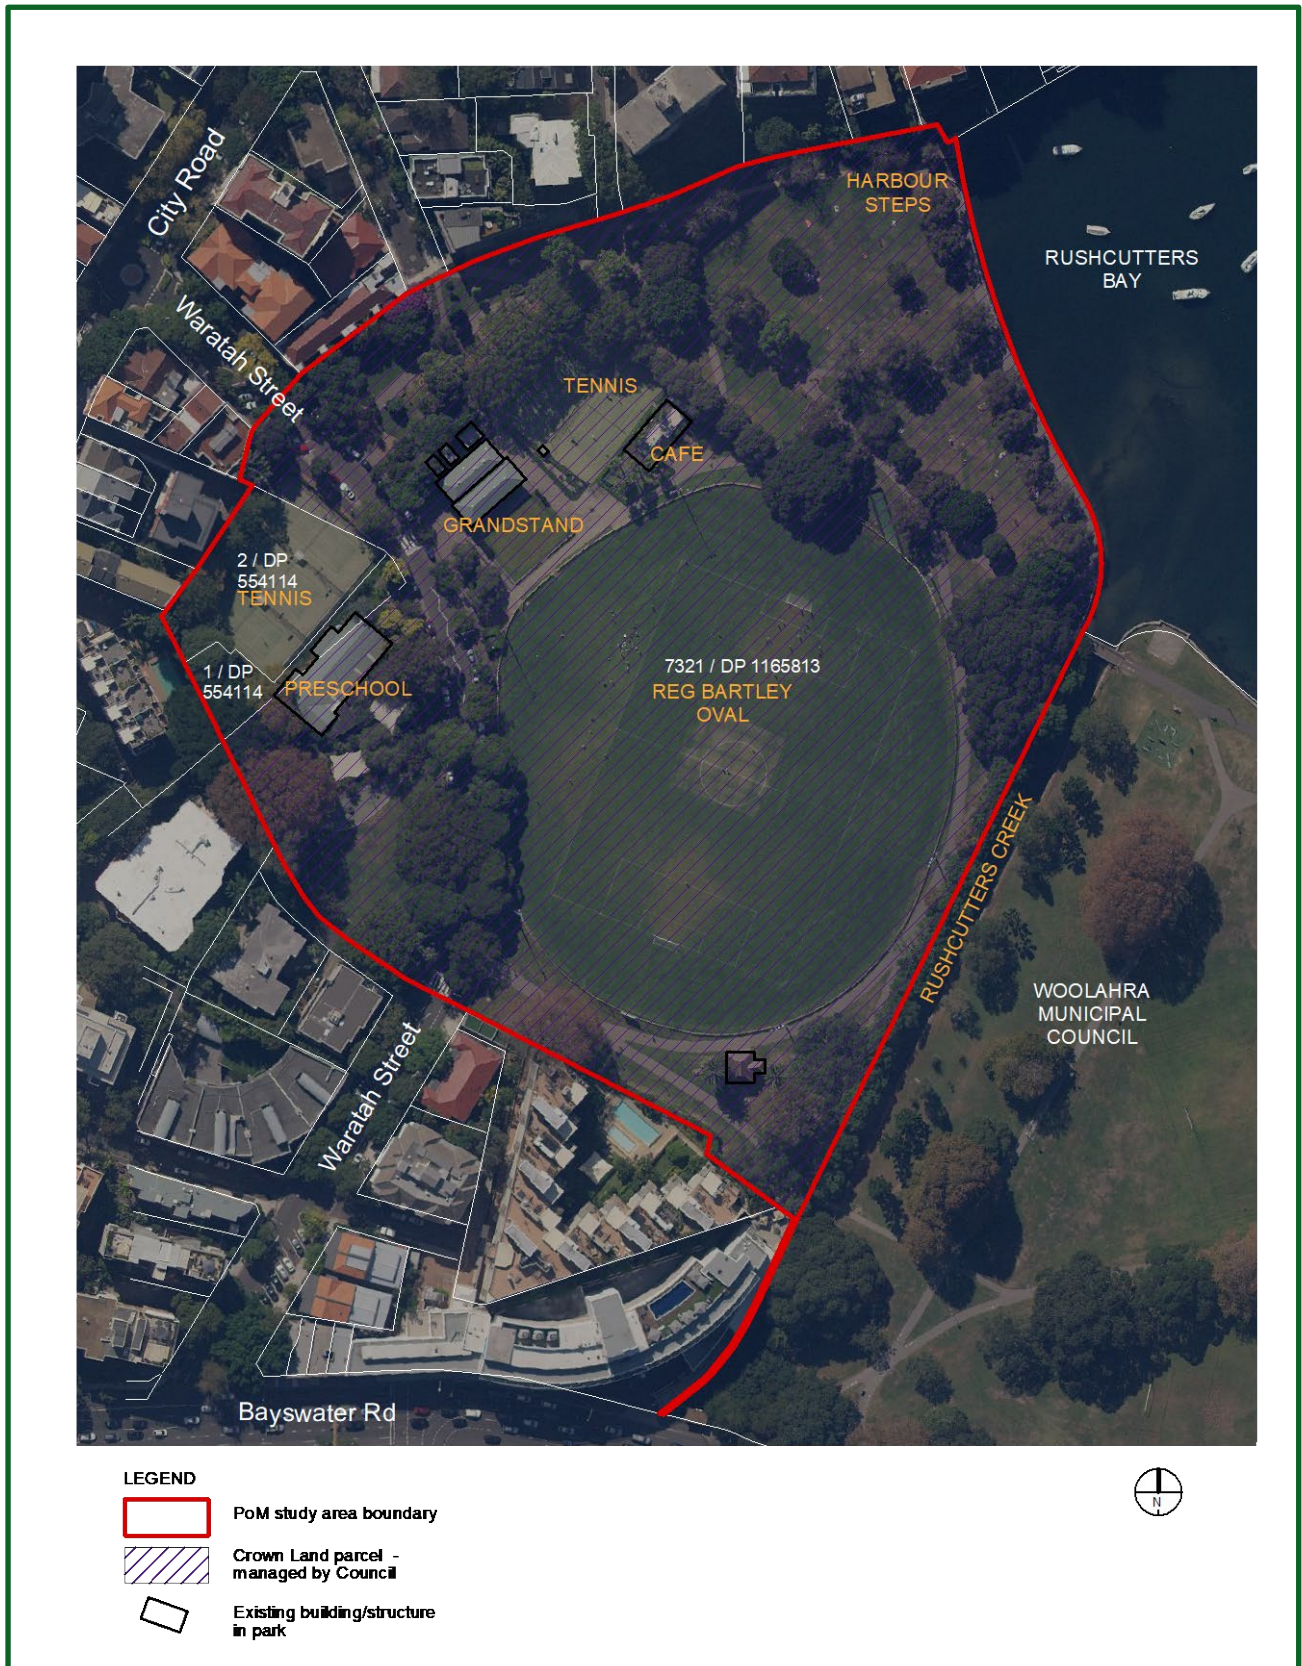 City Road
HARBOUR
STEPS
RUSHCUTTERS
BAY
Waratah Street
TENNIS
CAFE
GRANDSTAND
2 / DP
554114
TENNIS
1 / DP
554114
PRESCHOOL
7321 / DP 1165813
REG BARTLEY
OVAL
RUSHCUTTERS CREEK
WOOLAHRA
MUNICIPAL
COUNCIL
Waratah Street
Bayswater Rd
LEGEND
PoM study area boundary
Crown Land parcel -
managed by Council
Existing building/structure
in park
N